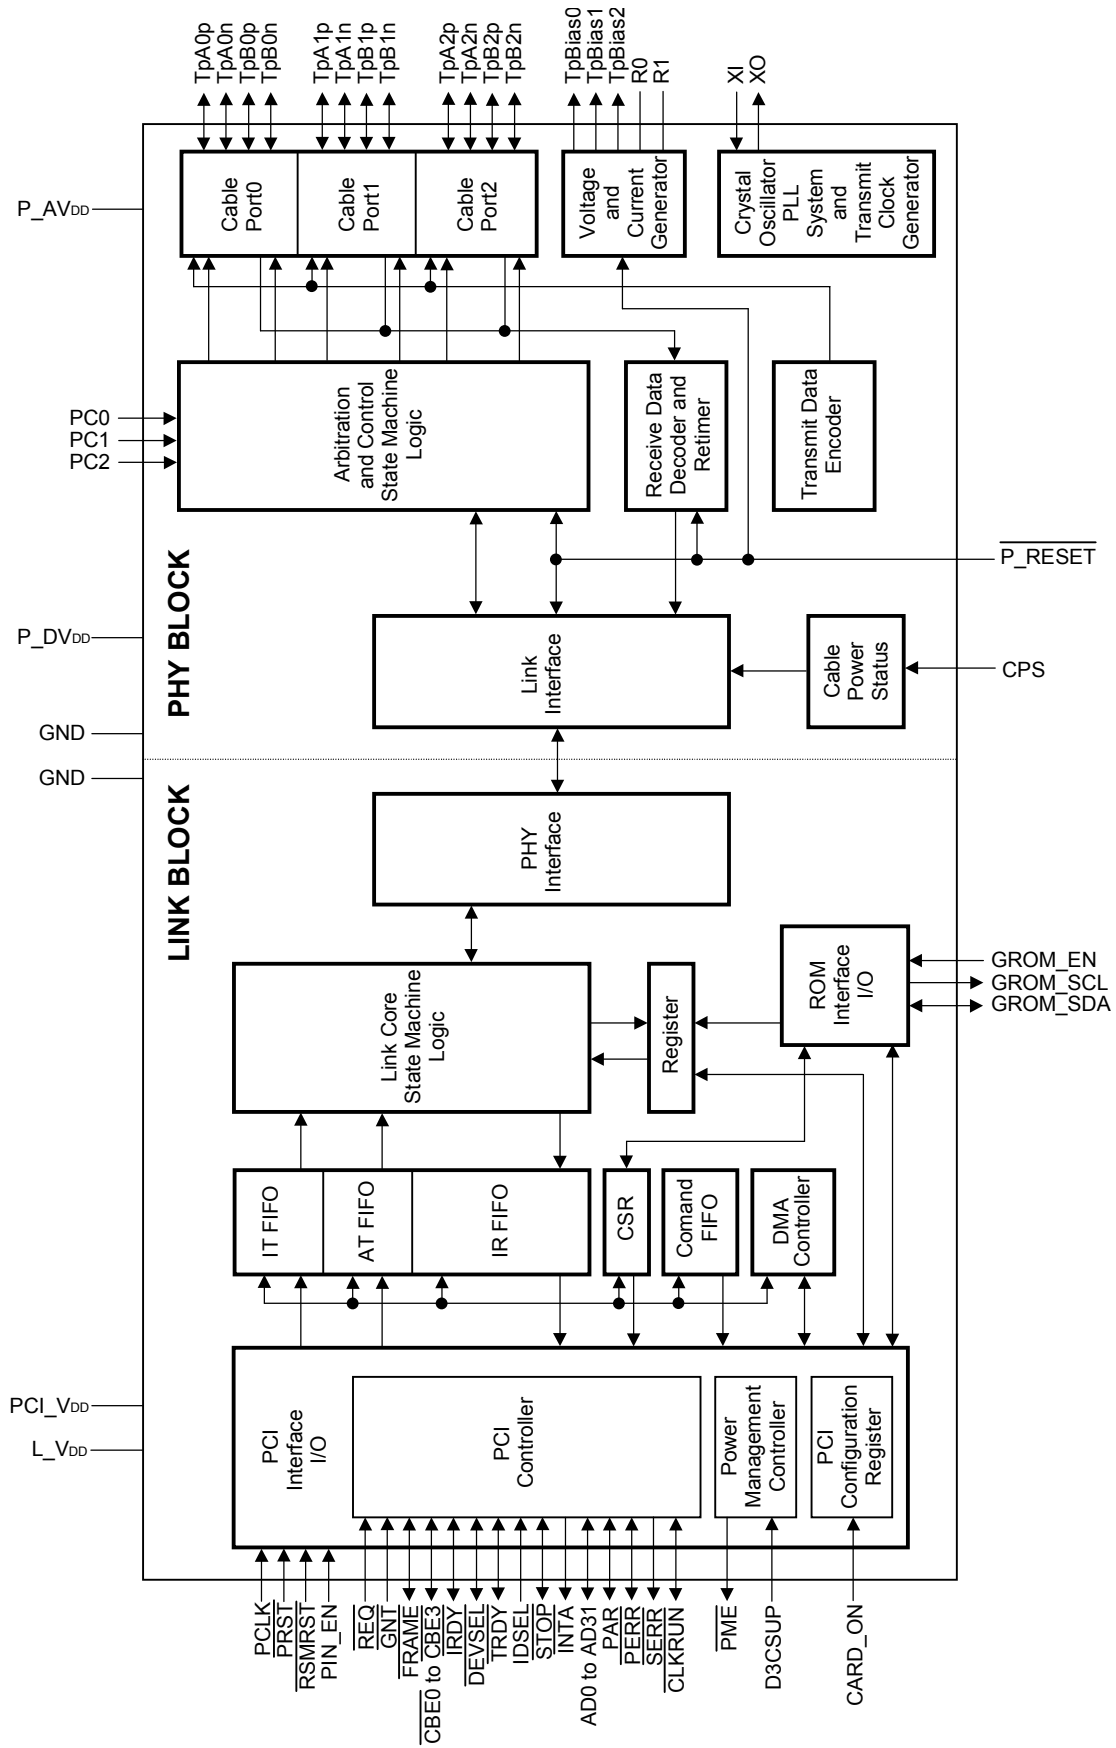 TpA0p
TpA0n
TpB0p
TpB0n
TpA1p
TpA1n
TpB1p
TpB1n
TpA2p
TpA2n
TpB2p
TpB2n
TpBias0
TpBias1
TpBias2
R0
R1
XI
XO
P_AVDD
Cable
Port0
Cable
Port1
Cable
Port2
Voltage
and
Current
Generator
Crystal
Oscillator
PLL
System
and
Transmit
Clock
Generator
PC0
PC1
PC2
Arbitration
and Control
State Machine
Logic
Receive Data
Decoder and
Retimer
Transmit Data
Encoder
P_RESET
PHY BLOCK
P_DVDD
Link
Interface
Cable
Power
Status
CPS
GND
GND
LINK BLOCK
PHY
Interface
Link Core
State Machine
Logic
Register
ROM
Interface
I/O
GROM_EN
GROM_SCL
GROM_SDA
IT FIFO
AT FIFO
IR FIFO
CSR
Comand
FIFO
DMA
Controller
PCI_VDD
L_VDD
PCI
Interface
I/O
PCI
Controller
Power
Management
Controller
PCI
Configuration
Register
PCLK
PRST
RSMRST
PIN_EN
REQ
GNT
FRAME
CBE0 to CBE3
IRDY
DEVSEL
TRDY
IDSEL
STOP
INTA
AD0 to AD31
PAR
PERR
SERR
CLKRUN
PME
D3CSUP
CARD_ON